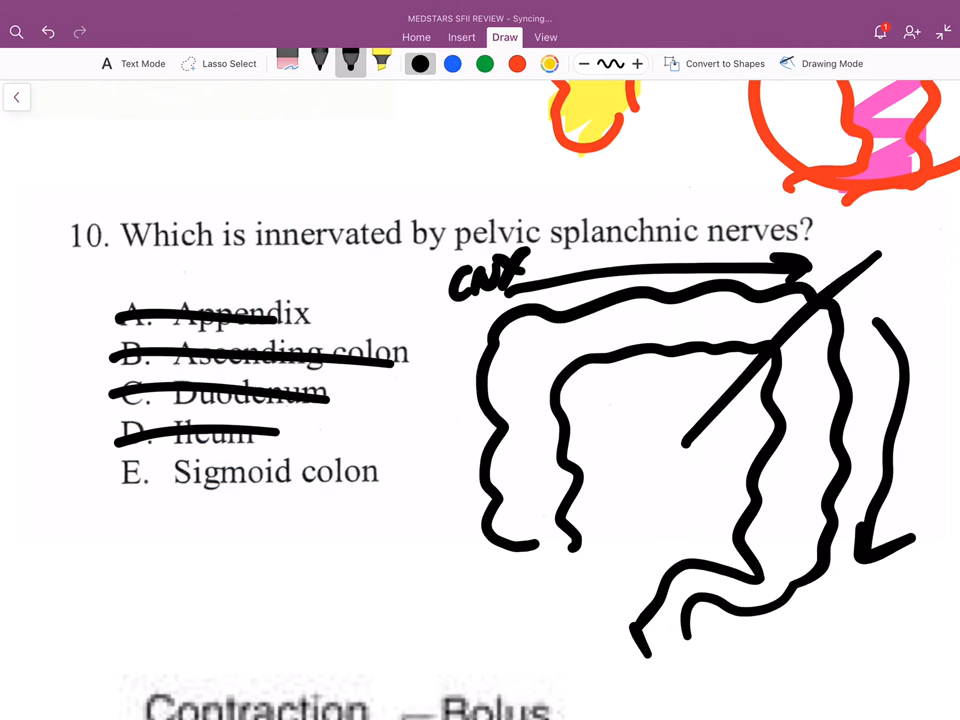 MEDSTARS SFII REVIEW - Syncing...
Home Insert Draw View
1
A Text Mode Lasso Select Convert to Shapes Drawing Mode
10. Which is innervated by pelvic splanchnic nerves?
CNX
A. Appendix
B. Ascending colon
C. Duodenum
D. Ileum
E. Sigmoid colon
Contraction — Bolus